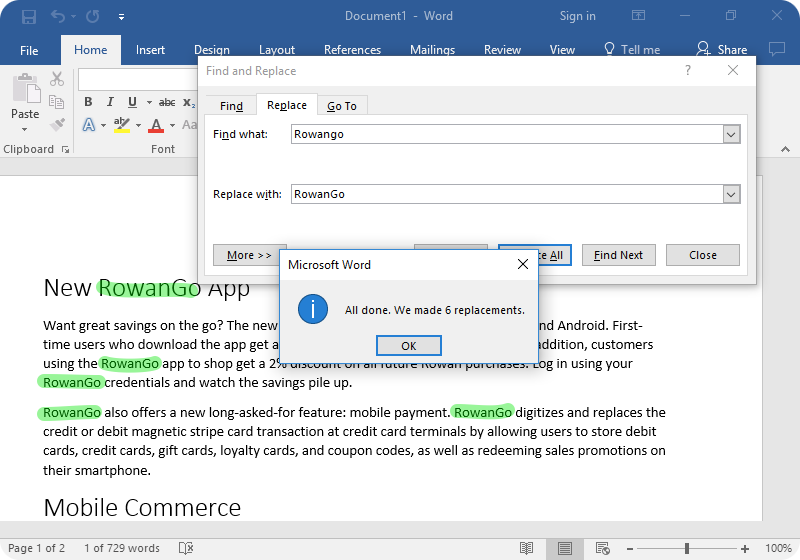 Document1 - Word
Sign in
File
Home
Insert
Design
Layout
References
Mailings
Review
View
Tell me
Share
Paste
Clipboard
B I U abc x₂
A ab A Aa
Font
Find and Replace
?
Find
Replace
Go To
Find what:
Rowango
Replace with:
RowanGo
More >>
All
Find Next
Close
Microsoft Word
All done. We made 6 replacements.
OK
New RowanGo App
Want great savings on the go? The new and Android. First-
time users who download the app get a addition, customers
using the RowanGo app to shop get a 2% discount on all future Rowan purchases. Log in using your
RowanGo credentials and watch the savings pile up.
RowanGo also offers a new long-asked-for feature: mobile payment. RowanGo digitizes and replaces the
credit or debit magnetic stripe card transaction at credit card terminals by allowing users to store debit
cards, credit cards, gift cards, loyalty cards, and coupon codes, as well as redeeming sales promotions on
their smartphone.
Mobile Commerce
Page 1 of 2
1 of 729 words
100%